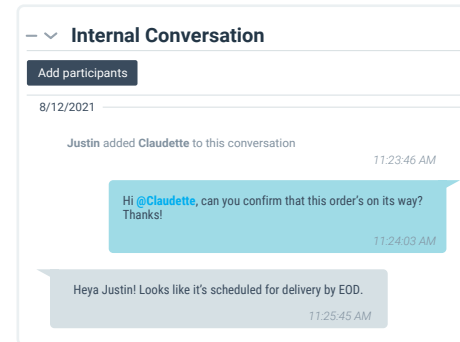 Internal Conversation
Add participants
8/12/2021
Justin added Claudette to this conversation
11:23:46 AM
Hi @Claudette, can you confirm that this order's on its way?
Thanks!
11:24:03 AM
Heya Justin! Looks like it's scheduled for delivery by EOD.
11:25:45 AM